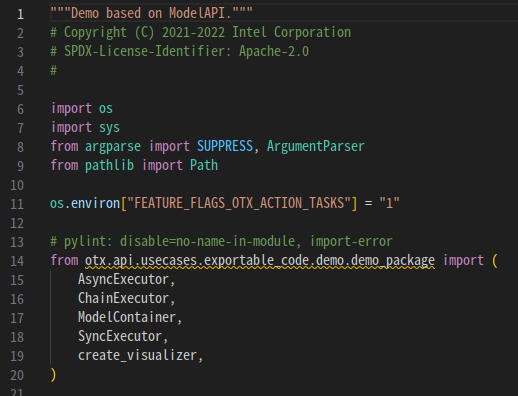 1 """Demo based on ModelAPI."""
2 # Copyright (C) 2021-2022 Intel Corporation
3 # SPDX-License-Identifier: Apache-2.0
4 #
5
6 import os
7 import sys
8 from argparse import SUPPRESS, ArgumentParser
9 from pathlib import Path
10
11 os.environ["FEATURE_FLAGS_OTX_ACTION_TASKS"] = "1"
12
13 # pylint: disable=no-name-in-module, import-error
14 from otx.api.usecases.exportable_code.demo.demo_package import (
15 AsyncExecutor,
16 ChainExecutor,
17 ModelContainer,
18 SyncExecutor,
19 create_visualizer,
20 )
21